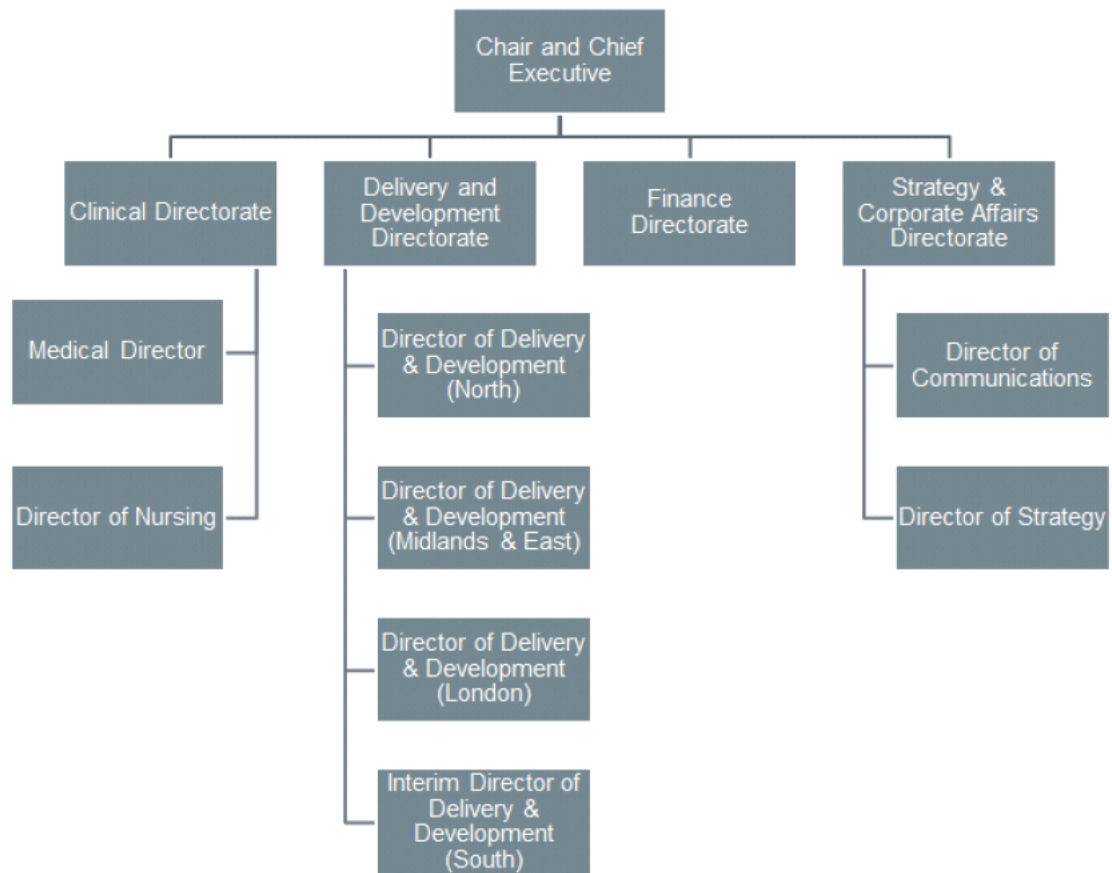 Chair and Chief
Executive
Clinical Directorate
Delivery and
Development
Directorate
Finance
Directorate
Strategy &
Corporate Affairs
Directorate
Medical Director
Director of Nursing
Director of Delivery
& Development
(North)
Director of Delivery
& Development
(Midlands & East)
Director of Delivery
& Development
(London)
Interim Director of
Delivery &
Development
(South)
Director of
Communications
Director of Strategy